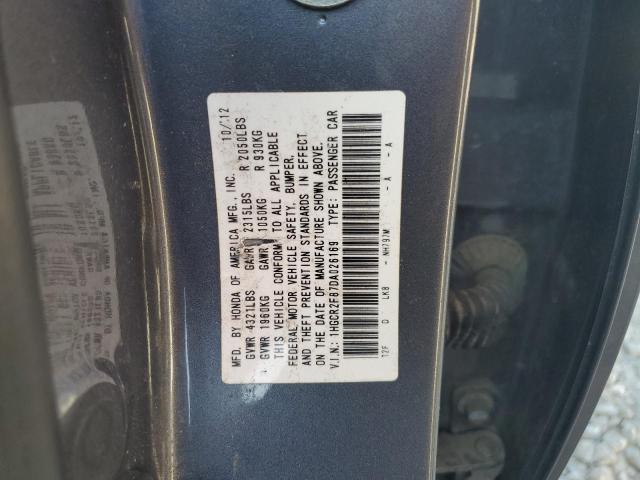 MFD. BY HONDA OF AMERICA MFG., INC. 10/12
GVWR 4321LBS GAWR F 2315LBS R 2050LBS
GVWR 1960KG GAWR F 1050KG R 930KG
THIS VEHICLE CONFORMS TO ALL APPLICABLE
FEDERAL MOTOR VEHICLE SAFETY, BUMPER,
AND THEFT PREVENTION STANDARDS IN EFFECT
ON THE DATE OF MANUFACTURE SHOWN ABOVE.
V.I.N.: 1HGCR2F87DA026169 TYPE: PASSENGER CAR
T2F D LK8 - NH797M - A - A